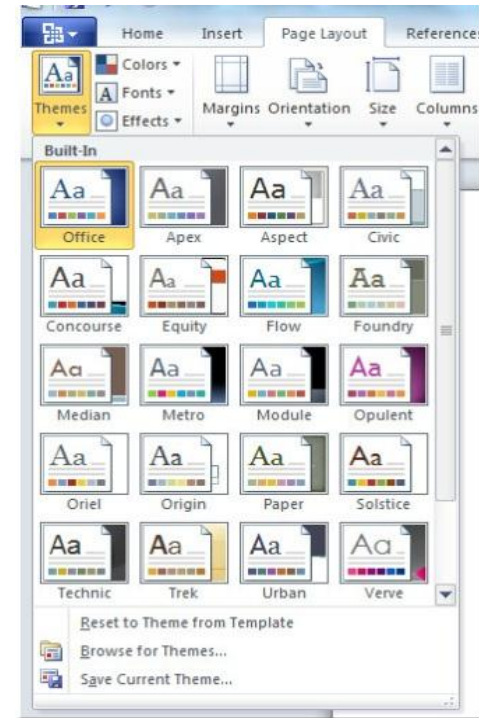 Home Insert Page Layout References
Aa Colors
A Fonts
Themes Effects Margins Orientation Size Columns
Built-In
Aa Aa Aa Aa
Office Apex Aspect Civic
Aa Aa Aa Aa
Concourse Equity Flow Foundry
Aa Aa Aa Aa
Median Metro Module Opulent
Aa Aa Aa Aa
Oriel Origin Paper Solstice
Aa Aa Aa Aa
Technic Trek Urban Verve
Reset to Theme from Template
Browse for Themes...
Save Current Theme...